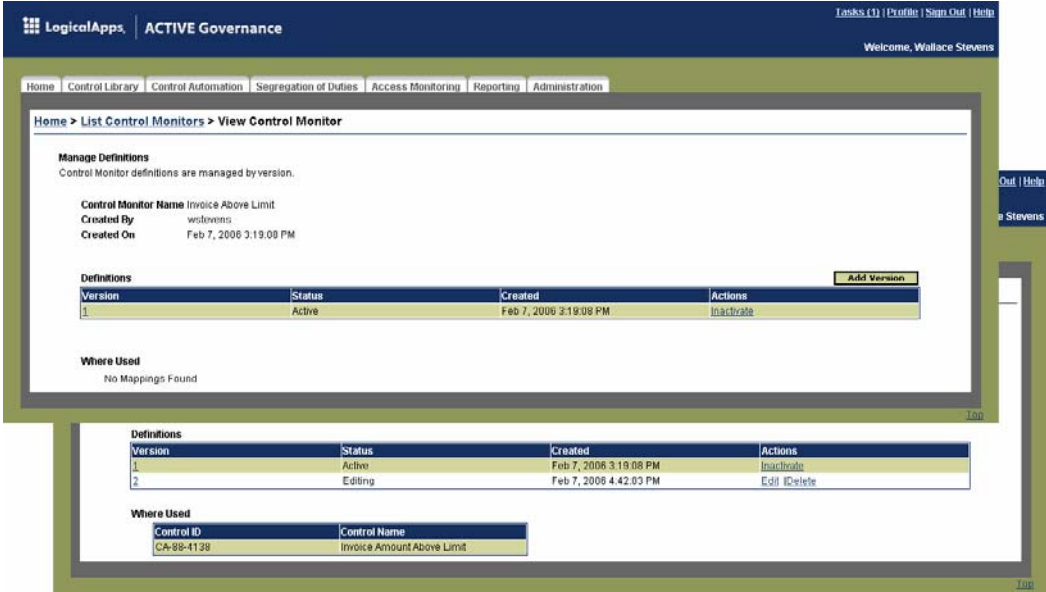 Tasks (1) | Profile | Sign Out | Help
LogicalApps, ACTIVE Governance
Welcome, Wallace Stevens
Home Control Library Control Automation Segregation of Duties Access Monitoring Reporting Administration
Home > List Control Monitors > View Control Monitor
Manage Definitions
Control Monitor definitions are managed by version.
Control Monitor Name Invoice Above Limit
Created By wstevens
Created On Feb 7, 2006 3:19:08 PM
Definitions Add Version
Version Status Created Actions
1 Active Feb 7, 2006 3:19:08 PM Inactivate
Where Used
No Mappings Found
Top
Out | Help
e Stevens
Definitions
Version Status Created Actions
1 Active Feb 7, 2006 3:19:08 PM Inactivate
2 Editing Feb 7, 2006 4:42:03 PM Edit |Delete
Where Used
Control ID Control Name
CA-88-4138 Invoice Amount Above Limit
Top